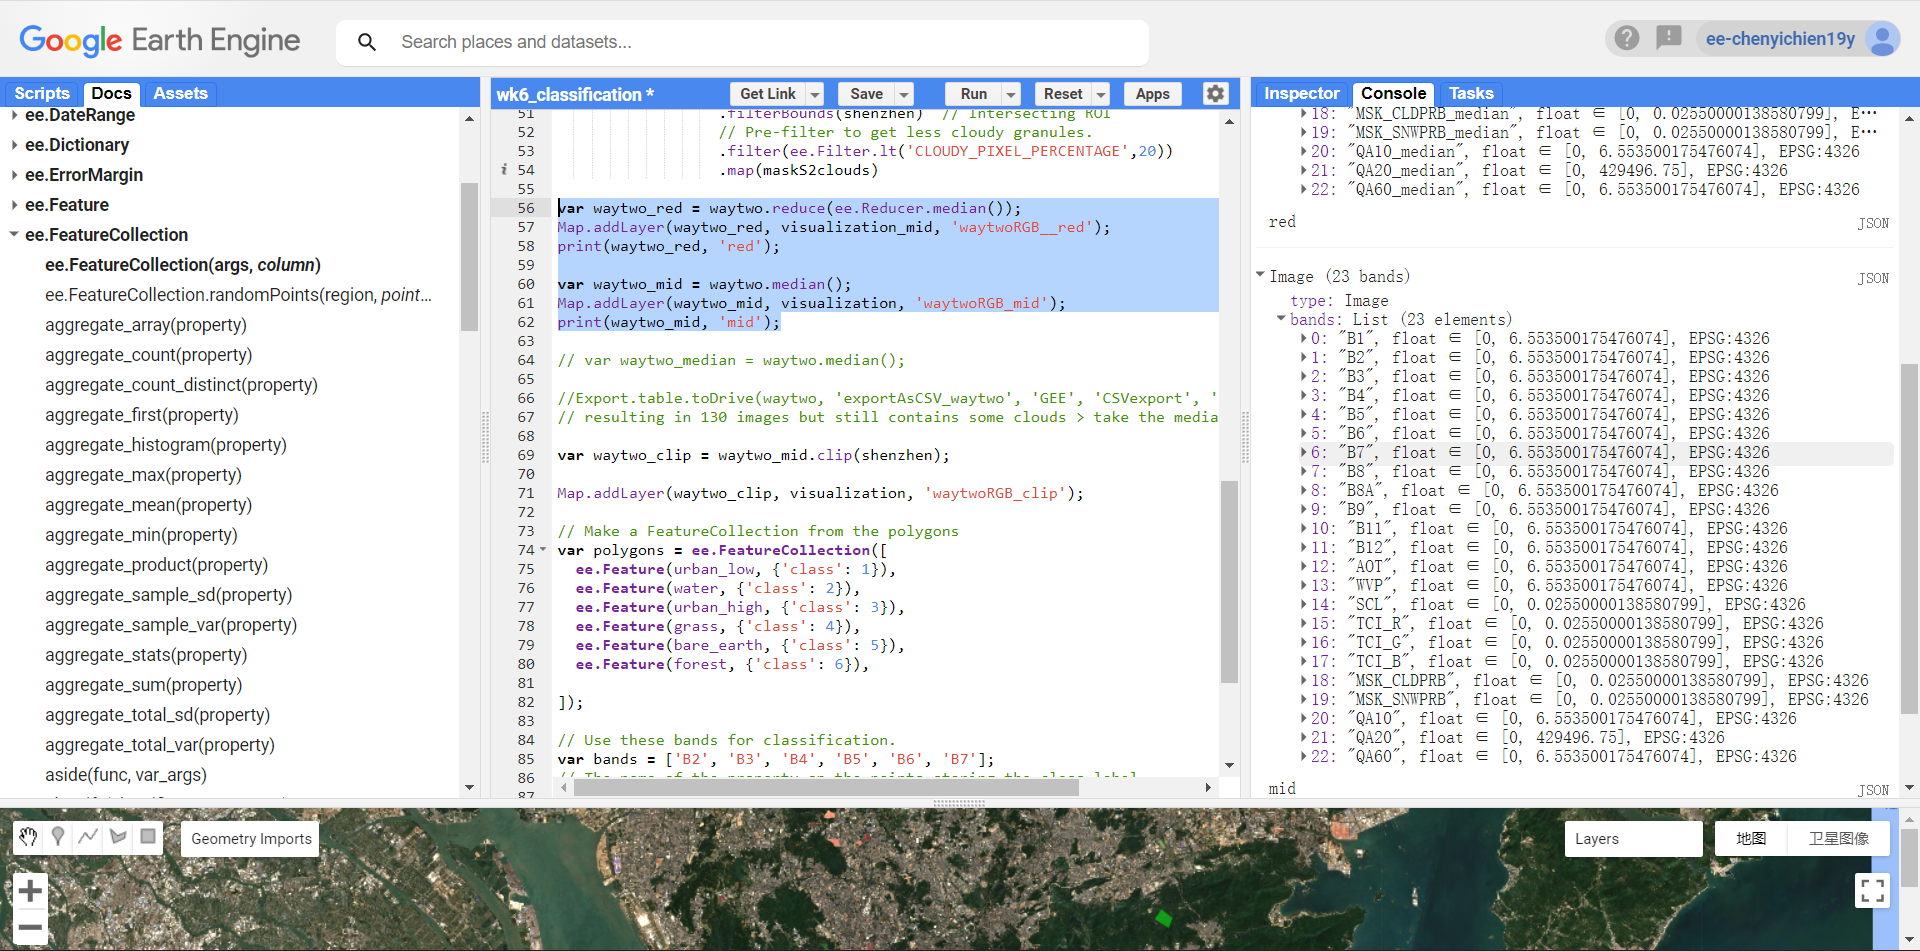 Google Earth Engine
Search places and datasets...
ee-chenyichien19y
Scripts Docs Assets
ee.DateRange
ee.Dictionary
ee.ErrorMargin
ee.Feature
ee.FeatureCollection
ee.FeatureCollection(args, column)
ee.FeatureCollection.randomPoints(region, point...
aggregate_array(property)
aggregate_count(property)
aggregate_count_distinct(property)
aggregate_first(property)
aggregate_histogram(property)
aggregate_max(property)
aggregate_mean(property)
aggregate_min(property)
aggregate_product(property)
aggregate_sample_sd(property)
aggregate_sample_var(property)
aggregate_stats(property)
aggregate_sum(property)
aggregate_total_sd(property)
aggregate_total_var(property)
aside(func, var_args)
wk6_classification *
Get Link Save Run Reset Apps
51 .filterBounds(shenzhen)  // Intersecting ROI
52 // Pre-filter to get less cloudy granules.
53 .filter(ee.Filter.lt('CLOUDY_PIXEL_PERCENTAGE',20))
i 54 .map(maskS2clouds)
55
56 var waytwo_red = waytwo.reduce(ee.Reducer.median());
57 Map.addLayer(waytwo_red, visualization_mid, 'waytwoRGB__red');
58 print(waytwo_red, 'red');
59
60 var waytwo_mid = waytwo.median();
61 Map.addLayer(waytwo_mid, visualization, 'waytwoRGB_mid');
62 print(waytwo_mid, 'mid');
63
64 // var waytwo_median = waytwo.median();
65
66 //Export.table.toDrive(waytwo, 'exportAsCSV_waytwo', 'GEE', 'CSVexport', '
67 // resulting in 130 images but still contains some clouds > take the media
68
69 var waytwo_clip = waytwo_mid.clip(shenzhen);
70
71 Map.addLayer(waytwo_clip, visualization, 'waytwoRGB_clip');
72
73 // Make a FeatureCollection from the polygons
74 var polygons = ee.FeatureCollection([
75 ee.Feature(urban_low, {'class': 1}),
76 ee.Feature(water, {'class': 2}),
77 ee.Feature(urban_high, {'class': 3}),
78 ee.Feature(grass, {'class': 4}),
79 ee.Feature(bare_earth, {'class': 5}),
80 ee.Feature(forest, {'class': 6}),
81
82 ]);
83
84 // Use these bands for classification.
85 var bands = ['B2', 'B3', 'B4', 'B5', 'B6', 'B7'];
86 // The name of the property on the points storing the class label
87
Inspector Console Tasks
18: "MSK_CLDPRB_median", float ∈ [0, 0.02550000138580799], E⋯
19: "MSK_SNWPRB_median", float ∈ [0, 0.02550000138580799], E⋯
20: "QA10_median", float ∈ [0, 6.553500175476074], EPSG:4326
21: "QA20_median", float ∈ [0, 429496.75], EPSG:4326
22: "QA60_median", float ∈ [0, 6.553500175476074], EPSG:4326
red JSON
Image (23 bands) JSON
type: Image
bands: List (23 elements)
0: "B1", float ∈ [0, 6.553500175476074], EPSG:4326
1: "B2", float ∈ [0, 6.553500175476074], EPSG:4326
2: "B3", float ∈ [0, 6.553500175476074], EPSG:4326
3: "B4", float ∈ [0, 6.553500175476074], EPSG:4326
4: "B5", float ∈ [0, 6.553500175476074], EPSG:4326
5: "B6", float ∈ [0, 6.553500175476074], EPSG:4326
6: "B7", float ∈ [0, 6.553500175476074], EPSG:4326
7: "B8", float ∈ [0, 6.553500175476074], EPSG:4326
8: "B8A", float ∈ [0, 6.553500175476074], EPSG:4326
9: "B9", float ∈ [0, 6.553500175476074], EPSG:4326
10: "B11", float ∈ [0, 6.553500175476074], EPSG:4326
11: "B12", float ∈ [0, 6.553500175476074], EPSG:4326
12: "AOT", float ∈ [0, 6.553500175476074], EPSG:4326
13: "WVP", float ∈ [0, 6.553500175476074], EPSG:4326
14: "SCL", float ∈ [0, 0.02550000138580799], EPSG:4326
15: "TCI_R", float ∈ [0, 0.02550000138580799], EPSG:4326
16: "TCI_G", float ∈ [0, 0.02550000138580799], EPSG:4326
17: "TCI_B", float ∈ [0, 0.02550000138580799], EPSG:4326
18: "MSK_CLDPRB", float ∈ [0, 0.02550000138580799], EPSG:4326
19: "MSK_SNWPRB", float ∈ [0, 0.02550000138580799], EPSG:4326
20: "QA10", float ∈ [0, 6.553500175476074], EPSG:4326
21: "QA20", float ∈ [0, 429496.75], EPSG:4326
22: "QA60", float ∈ [0, 6.553500175476074], EPSG:4326
mid JSON
Geometry Imports
Layers
地图 卫星图像